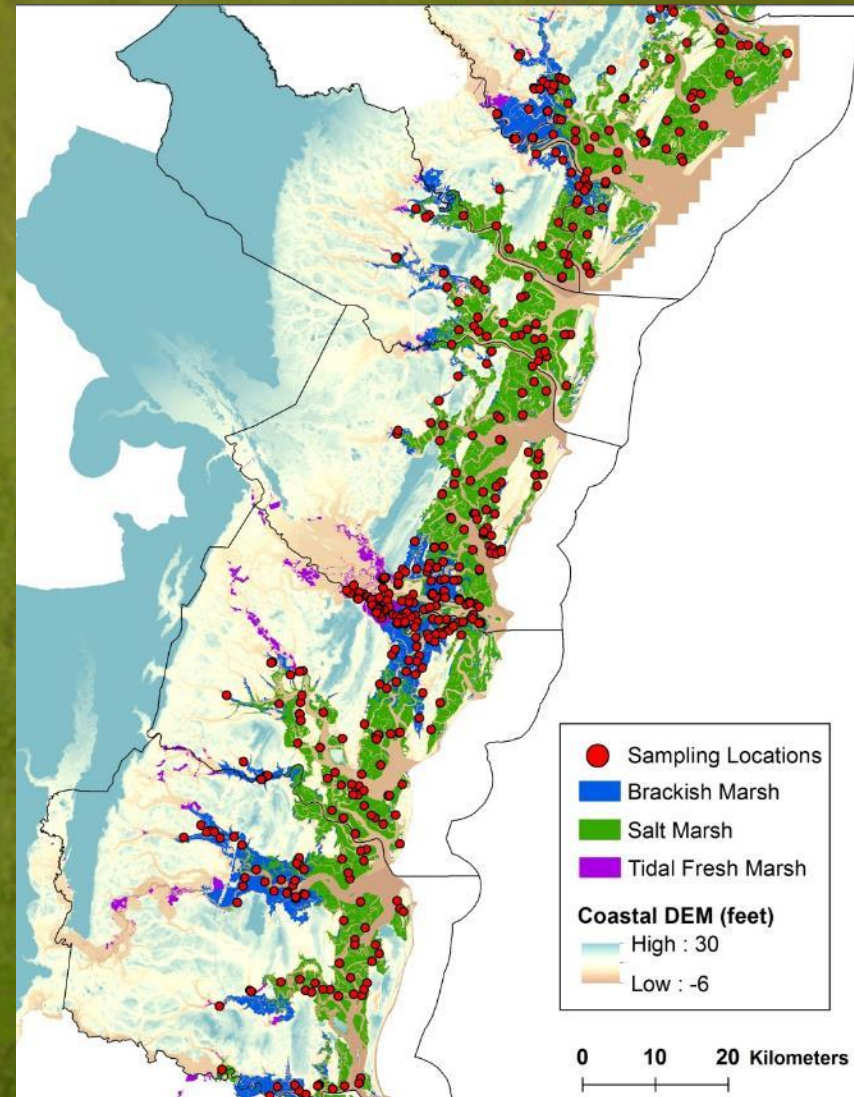 Sampling Locations
Brackish Marsh
Salt Marsh
Tidal Fresh Marsh
Coastal DEM (feet)
High : 30
Low : -6
0 10 20 Kilometers